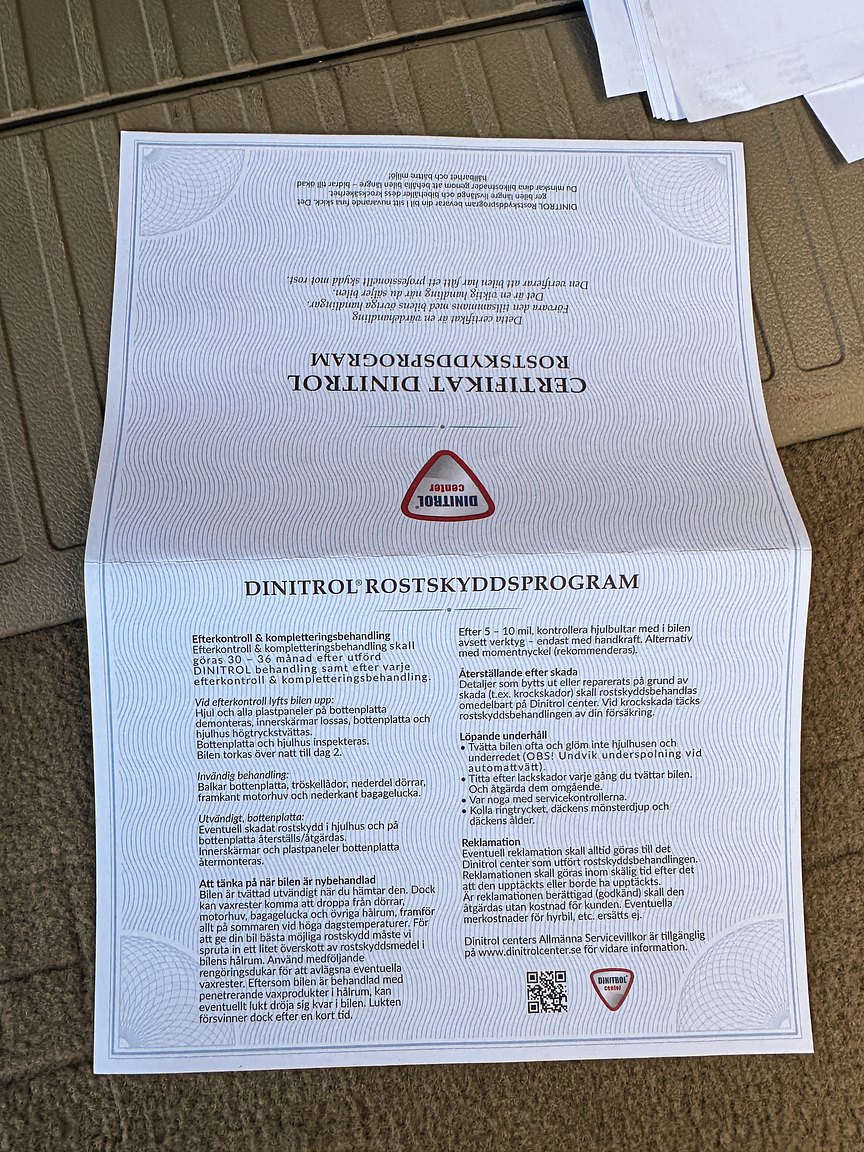 DINITROL Rostskyddsprogram bevarar din bil i sitt nuvarande fina skick. Det
ger bilen längre livslängd och bibehåller dess krocksäkerhet.
Du minskar dina bilkostnader genom att behålla bilen längre – bidrar till ökad
hållbarhet och bättre miljö!
Detta certifikat är en värdehandling
Förvara den tillsammans med bilens övriga handlingar.
Det är en viktig handling när du säljer bilen.
Den verifierar att bilen har fått ett professionellt skydd mot rost.
CERTIFIKAT DINITROL
ROSTSKYDDSPROGRAM
DINITROL®
center
DINITROL® ROSTSKYDDSPROGRAM
Efterkontroll & kompletteringsbehandling
Efterkontroll & kompletteringsbehandling skall
göras 30 – 36 månad efter utförd
DINITROL behandling samt efter varje
efterkontroll & kompletteringsbehandling.
Vid efterkontroll lyfts bilen upp:
Hjul och alla plastpaneler på bottenplatta
demonteras, innerskärmar lossas, bottenplatta och
hjulhus högtryckstvättas.
Bottenplatta och hjulhus inspekteras.
Bilen torkas över natt till dag 2.
Invändig behandling:
Balkar bottenplatta, tröskellådor, nederdel dörrar,
framkant motorhuv och nederkant bagagelucka.
Utvändigt, bottenplatta:
Eventuell skadat rostskydd i hjulhus och på
bottenplatta återställs/åtgärdas.
Innerskärmar och plastpaneler bottenplatta
återmonteras.
Att tänka på när bilen är nybehandlad
Bilen är tvättad utvändigt när du hämtar den. Dock
kan vaxrester komma att droppa från dörrar,
motorhuv, bagagelucka och övriga hålrum, framför
allt på sommaren vid höga dagstemperaturer. För
att ge din bil bästa möjliga rostskydd måste vi
spruta in ett litet överskott av rostskyddsmedel i
bilens hålrum. Använd medföljande
rengöringsdukar för att avlägsna eventuella
vaxrester. Eftersom bilen är behandlad med
penetrerande vaxprodukter i hålrum, kan
eventuellt lukt dröja sig kvar i bilen. Lukten
försvinner dock efter en kort tid.
Efter 5 – 10 mil, kontrollera hjulbultar med i bilen
avsett verktyg – endast med handkraft. Alternativ
med momentnyckel (rekommenderas).
Återställande efter skada
Detaljer som bytts ut eller reparerats på grund av
skada (t.ex. krockskador) skall rostskyddsbehandlas
omedelbart på Dinitrol center. Vid krockskada täcks
rostskyddsbehandlingen av din försäkring.
Löpande underhåll
• Tvätta bilen ofta och glöm inte hjulhusen och
underredet (OBS! Undvik underspolning vid
automattvätt).
• Titta efter lackskador varje gång du tvättar bilen.
Och åtgärda dem omgående.
• Var noga med servicekontrollerna.
• Kolla ringtrycket, däckens mönsterdjup och
däckens ålder.
Reklamation
Eventuell reklamation skall alltid göras till det
Dinitrol center som utfört rostskyddsbehandlingen.
Reklamationen skall göras inom skälig tid efter det
att den upptäckts eller borde ha upptäckts.
Är reklamationen berättigad (godkänd) skall den
åtgärdas utan kostnad för kunden. Eventuella
merkostnader för hyrbil, etc. ersätts ej.
Dinitrol centers Allmänna Servicevillkor är tillgänglig
på www.dinitrolcenter.se för vidare information.
DINITROL®
center